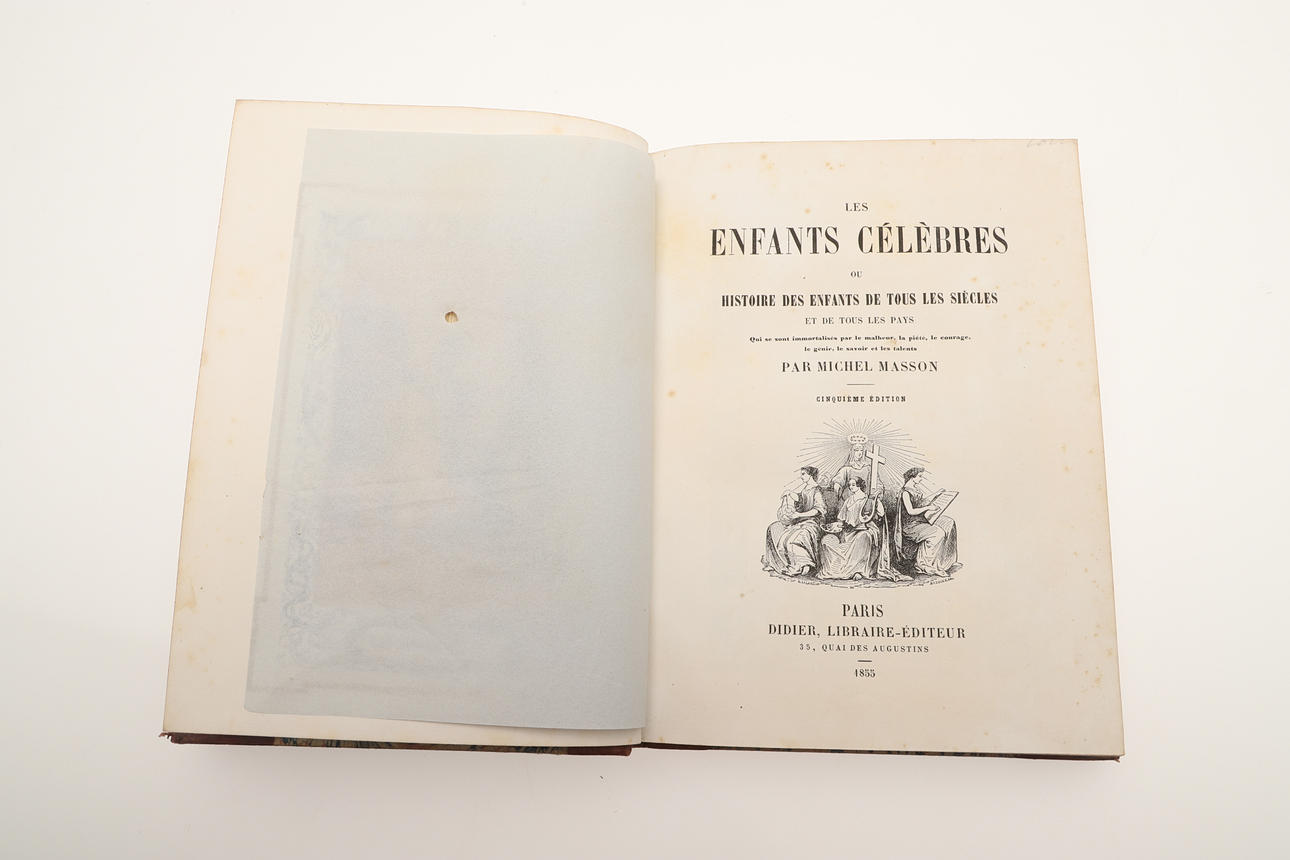 LES
ENFANTS CÉLÈBRES
OU
HISTOIRE DES ENFANTS DE TOUS LES SIÈCLES
ET DE TOUS LES PAYS
Qui se sont immortalisés par le malheur, la piété, le courage,
le génie, le savoir et les talents
PAR MICHEL MASSON
CINQUIÈME ÉDITION
PARIS
DIDIER, LIBRAIRE-ÉDITEUR
35, QUAI DES AUGUSTINS
1855